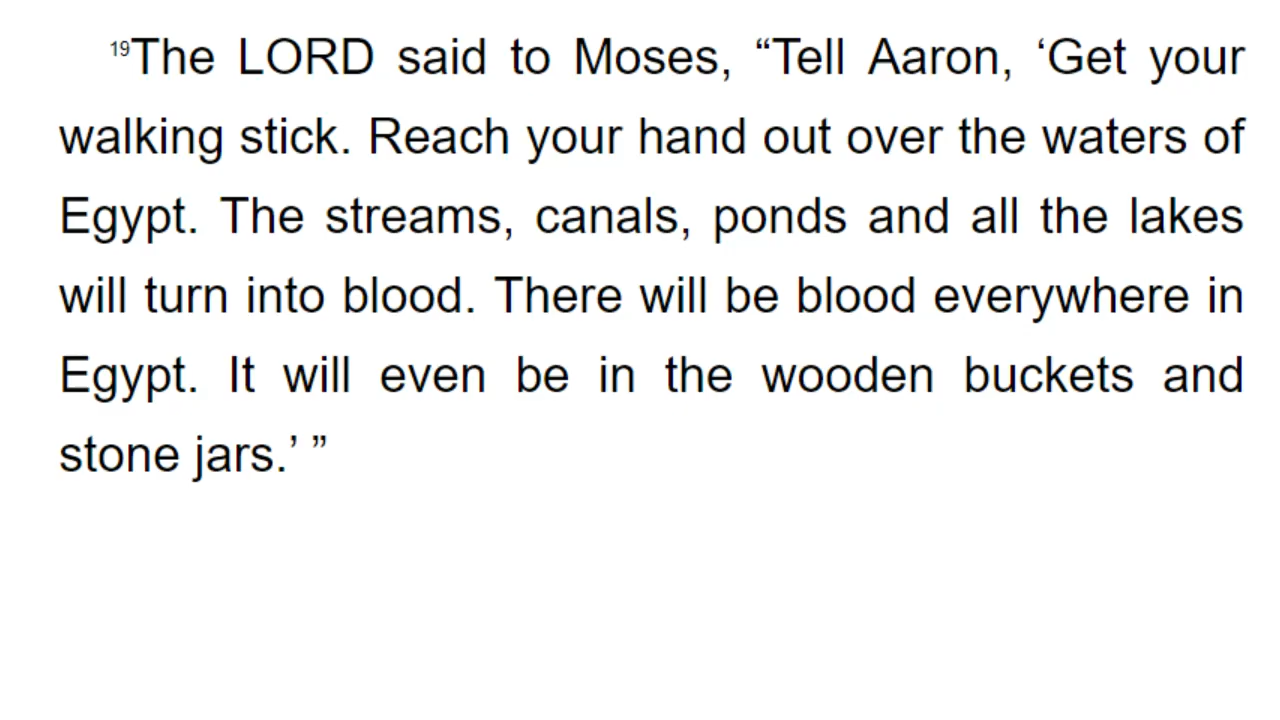 19The LORD said to Moses, “Tell Aaron, ‘Get your
walking stick. Reach your hand out over the waters of
Egypt. The streams, canals, ponds and all the lakes
will turn into blood. There will be blood everywhere in
Egypt. It will even be in the wooden buckets and
stone jars.’ ”